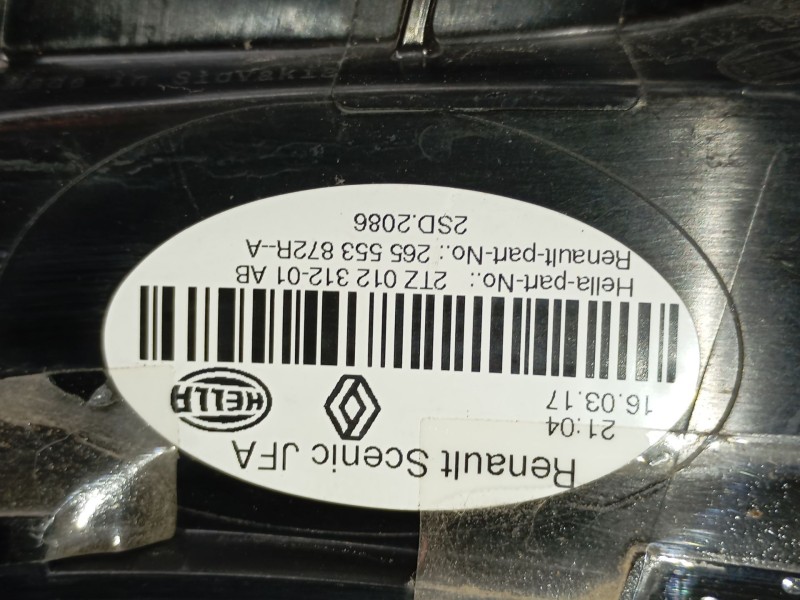 Renault Scenic JFA
21:04
16.03.17
HELLA
Hella-part-No.: 2TZ 012 312-01 AB
Renault-part-No.: 265 553 872R--A
2SD.2086
Made in Slovakia